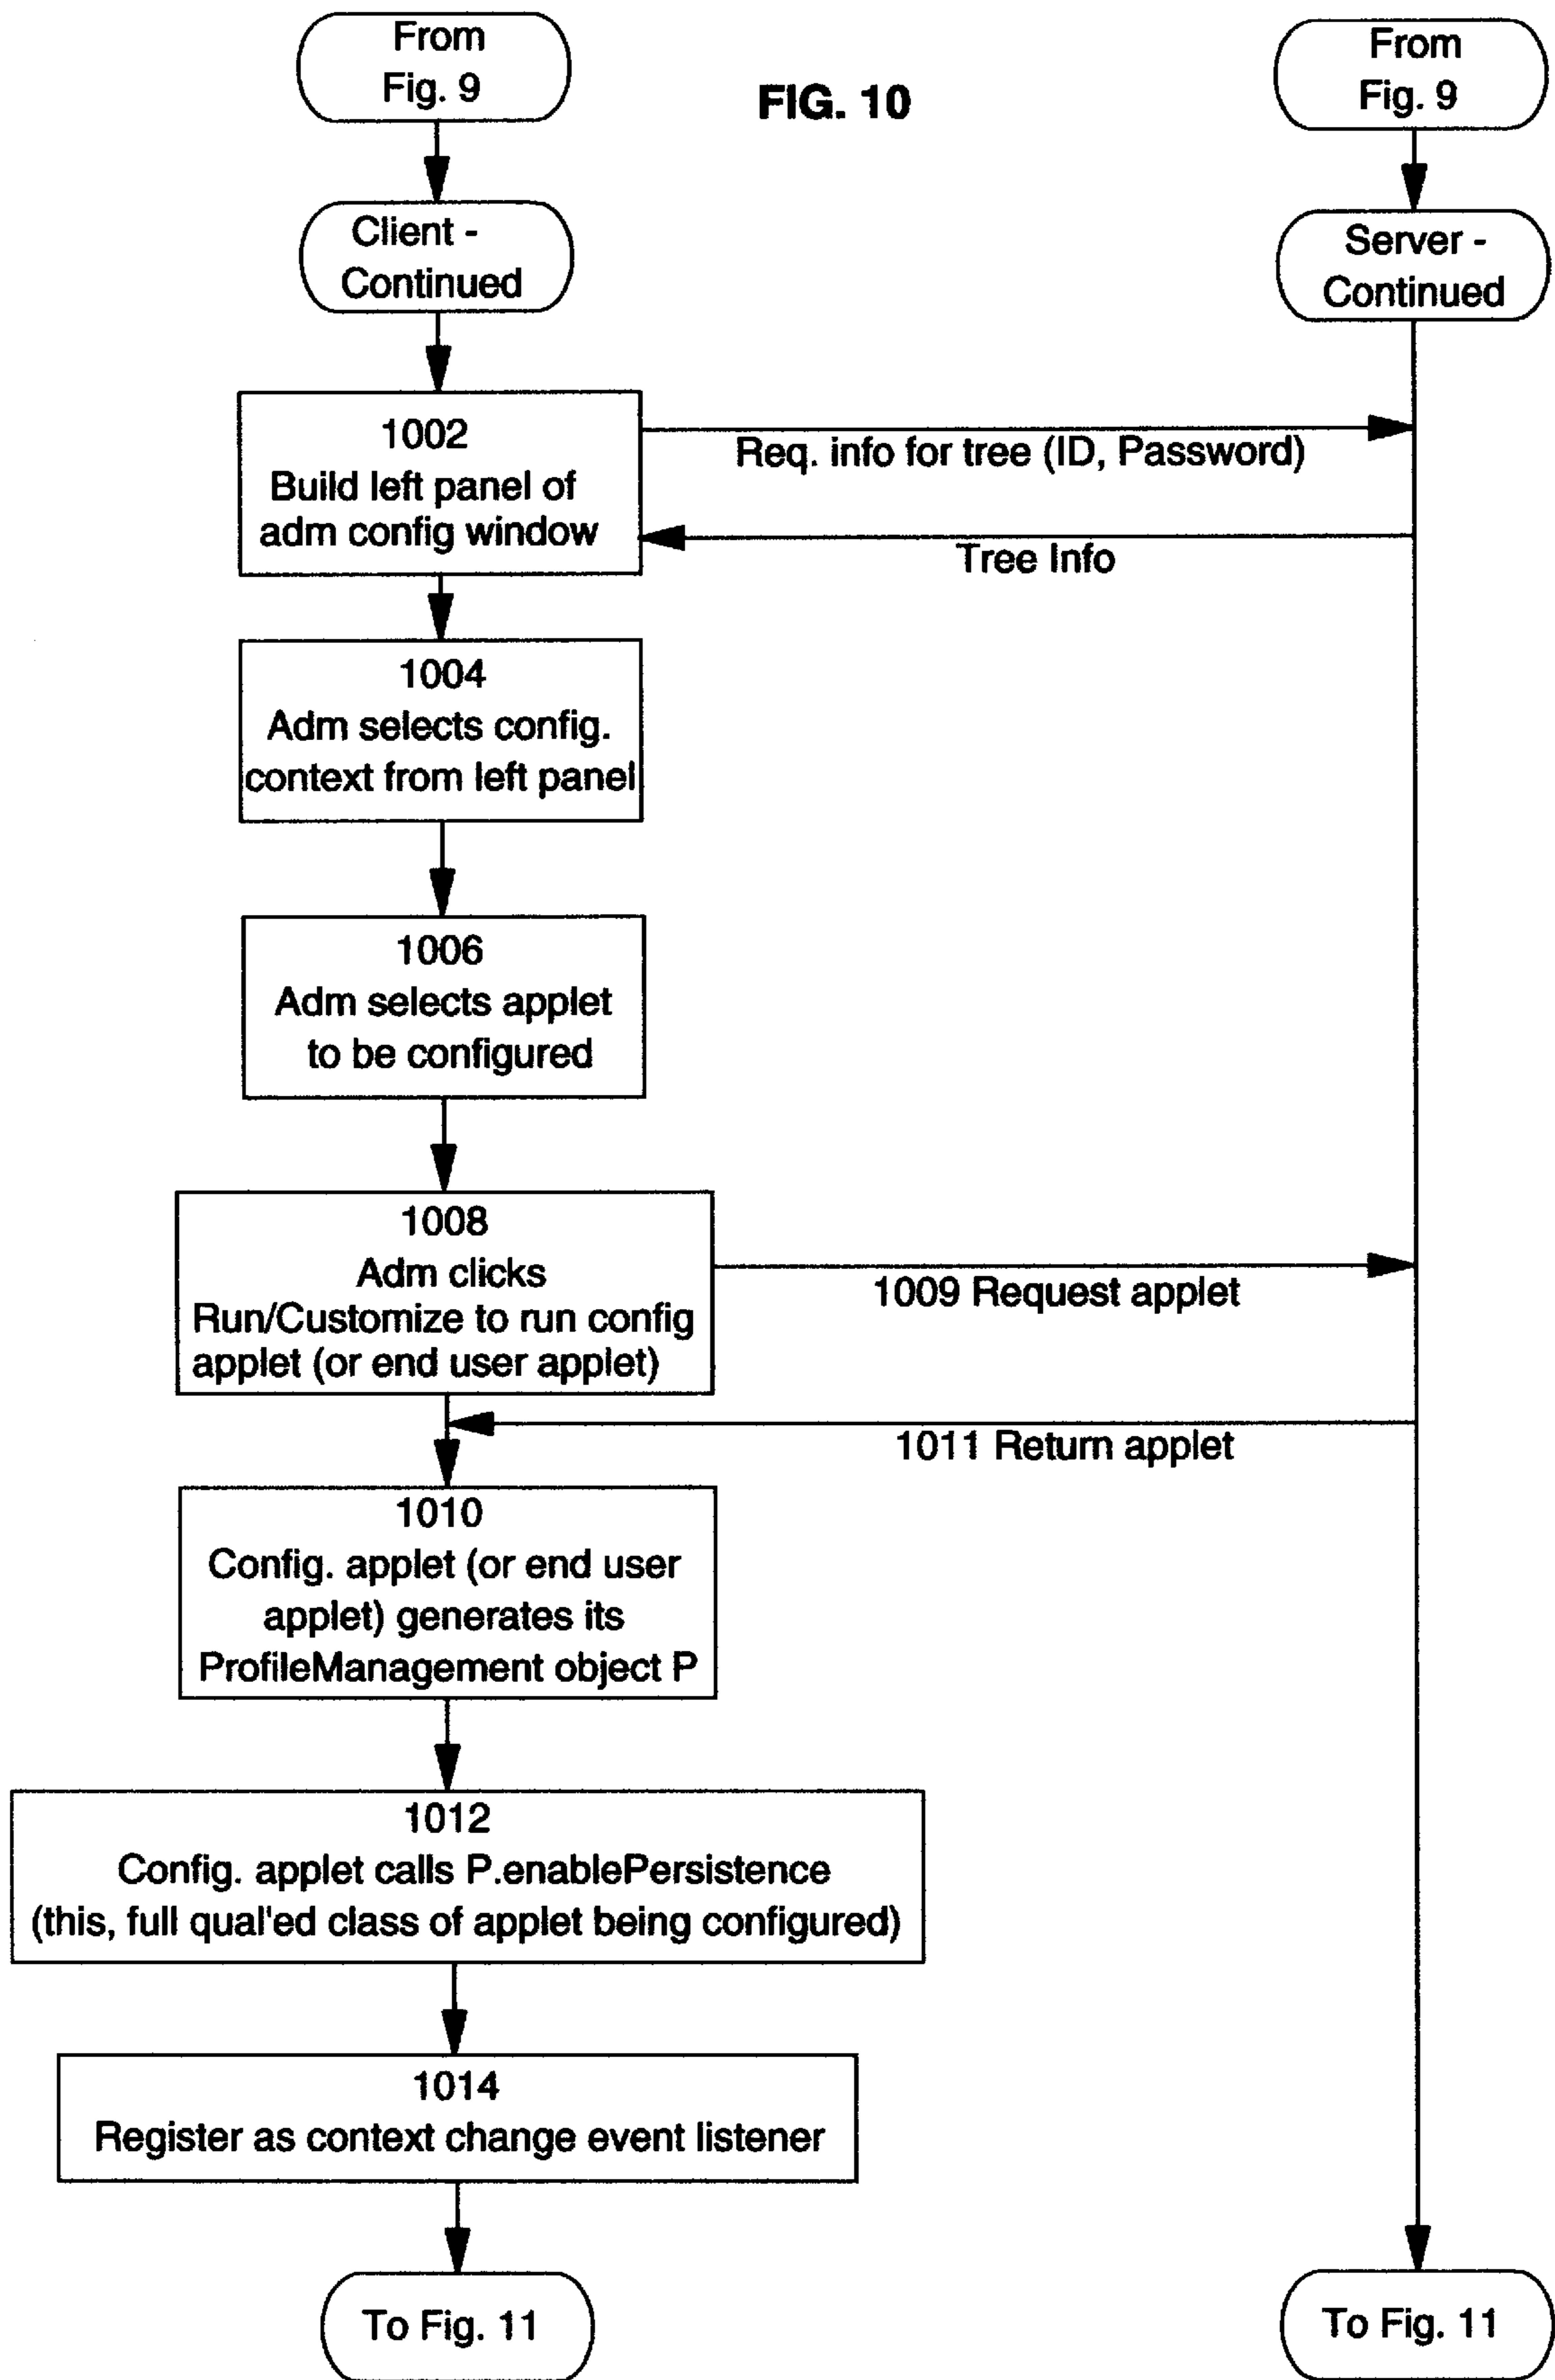 From
Fig. 9
FIG. 10
From
Fig. 9
Client -
Continued
Server -
Continued
1002
Build left panel of
adm config window
Req. info for tree (ID, Password)
Tree Info
1004
Adm selects config.
context from left panel
1006
Adm selects applet
to be configured
1008
Adm clicks
Run/Customize to run config
applet (or end user applet)
1009 Request applet
1011 Return applet
1010
Config. applet (or end user
applet) generates its
ProfileManagement object P
1012
Config. applet calls P.enablePersistence
(this, full qual'ed class of applet being configured)
1014
Register as context change event listener
To Fig. 11
To Fig. 11